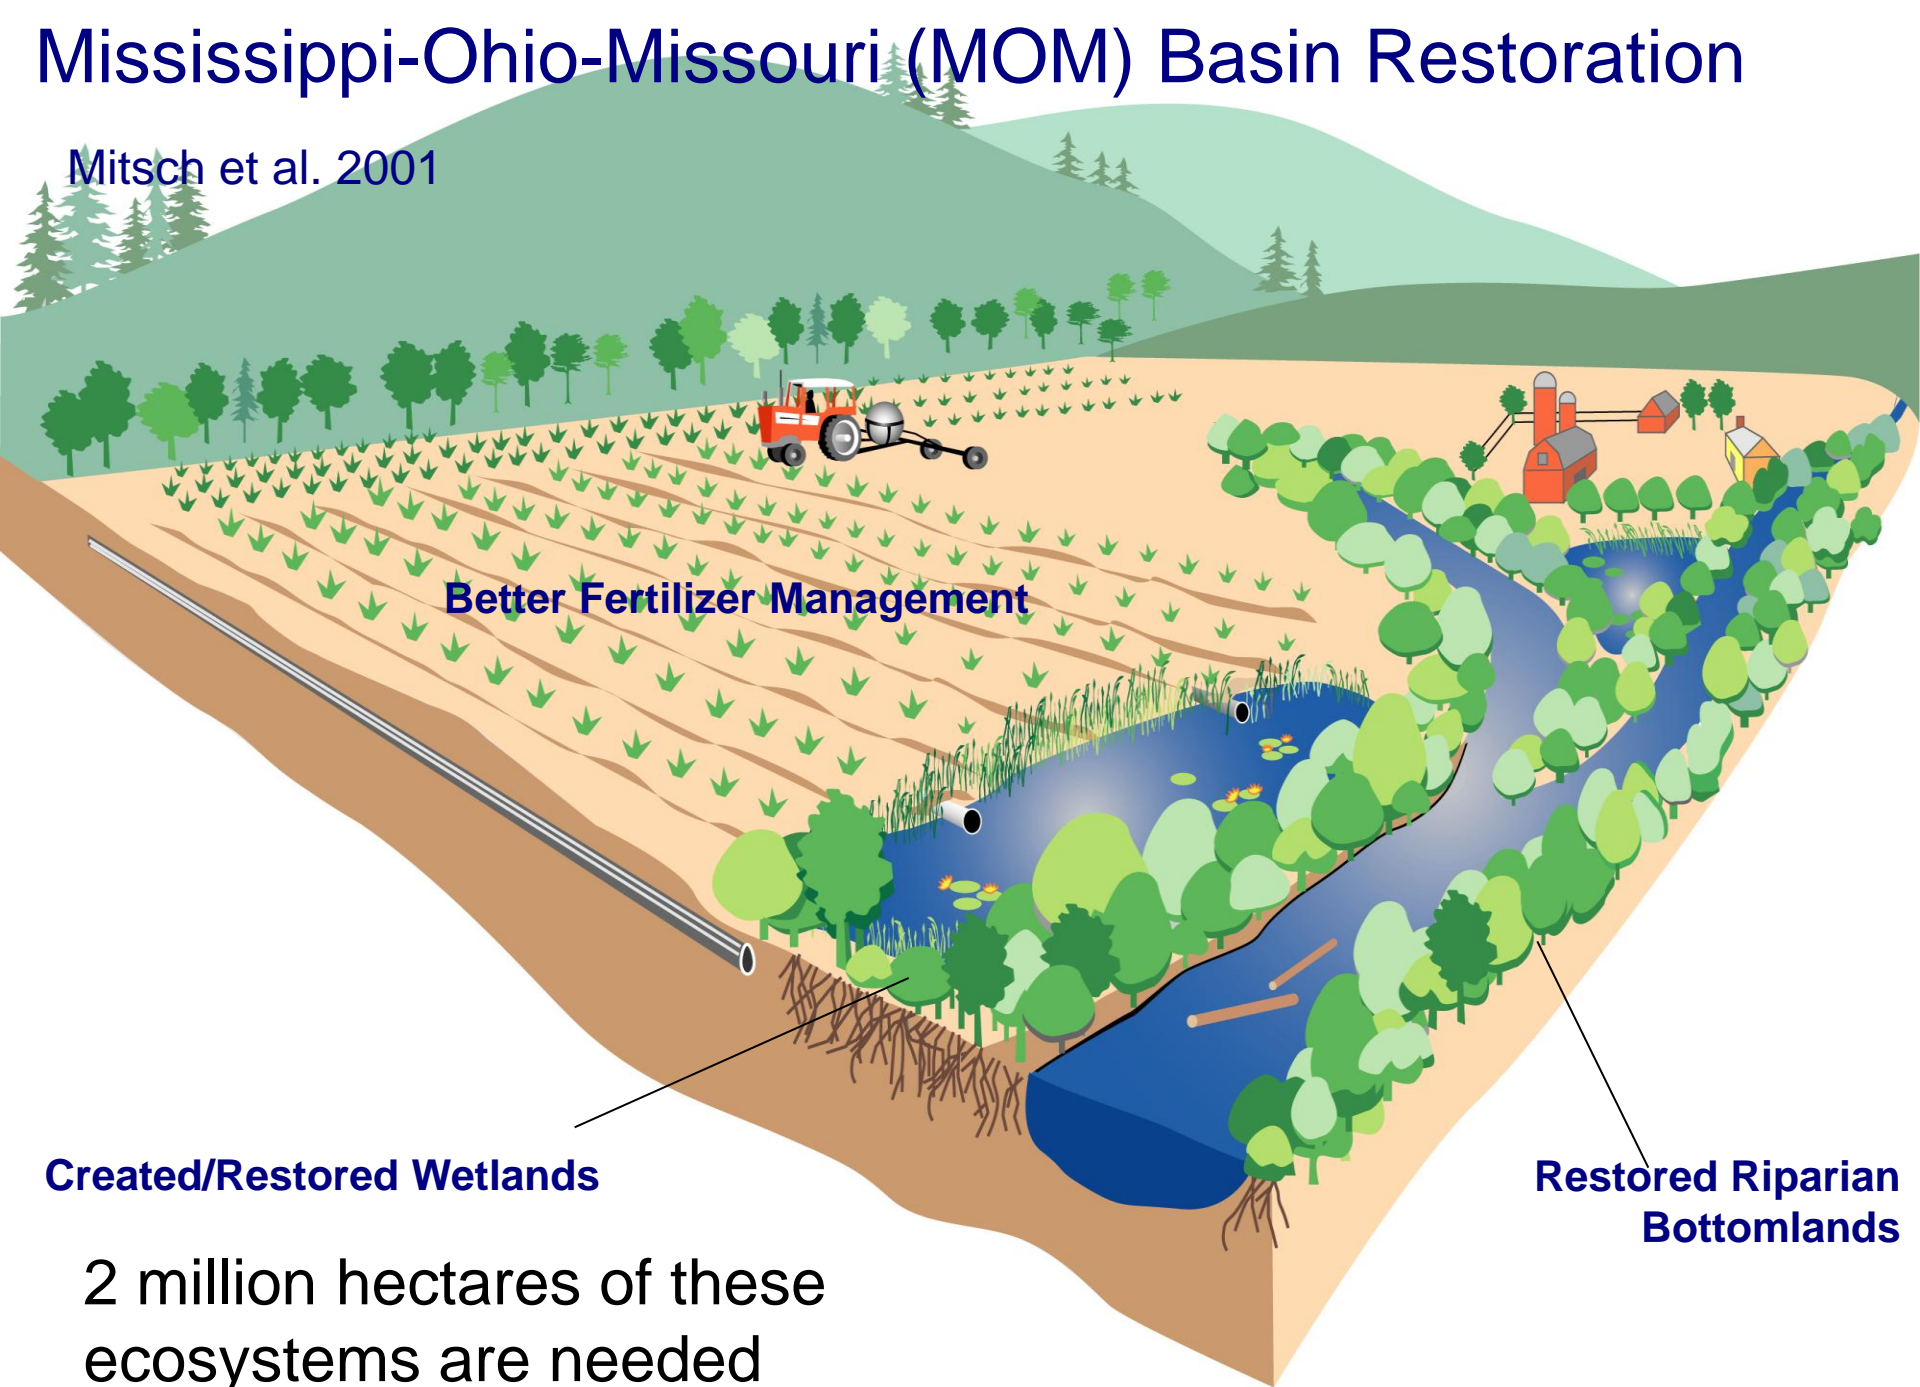 Mississippi-Ohio-Missouri (MOM) Basin Restoration
Mitsch et al. 2001
Better Fertilizer Management
Created/Restored Wetlands
Restored Riparian
Bottomlands
2 million hectares of these
ecosystems are needed